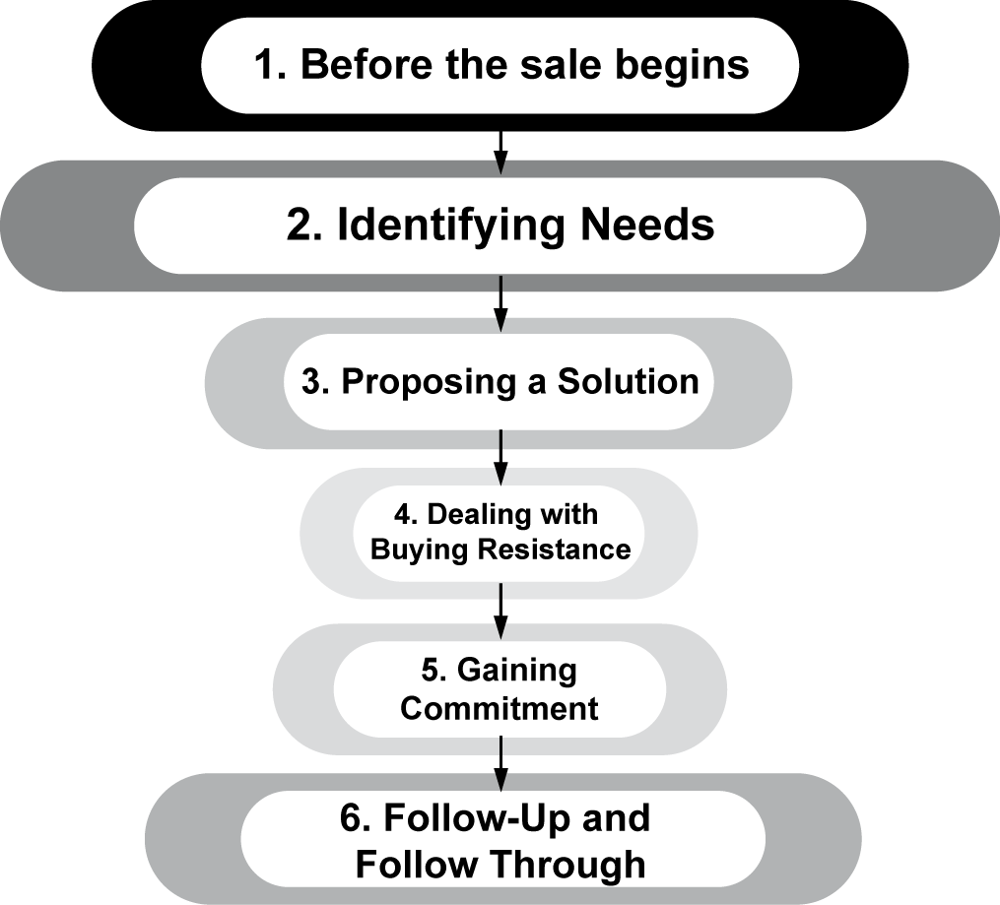 1. Before the sale begins
2. Identifying Needs
3. Proposing a Solution
4. Dealing with
Buying Resistance
5. Gaining
Commitment
6. Follow-Up and
Follow Through